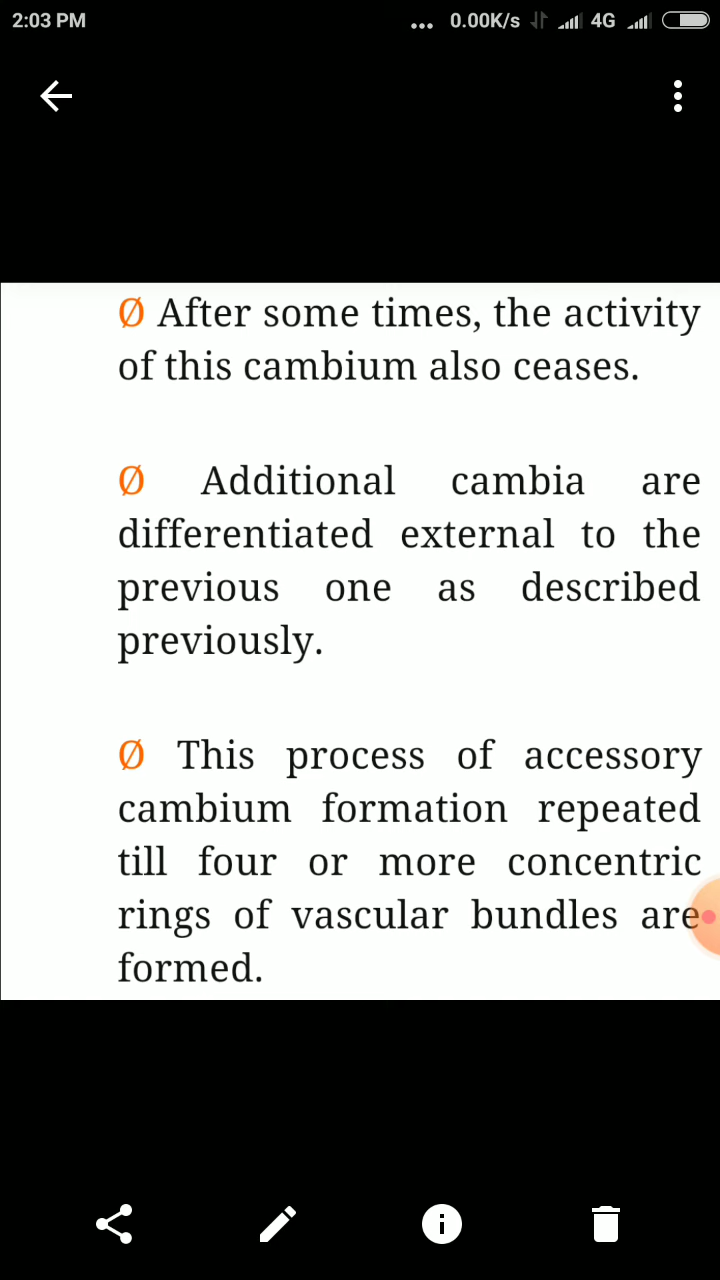 2:03 PM ... 0.00K/s 4G
Ø After some times, the activity
of this cambium also ceases.
Ø Additional cambia are
differentiated external to the
previous one as described
previously.
Ø This process of accessory
cambium formation repeated
till four or more concentric
rings of vascular bundles are
formed.